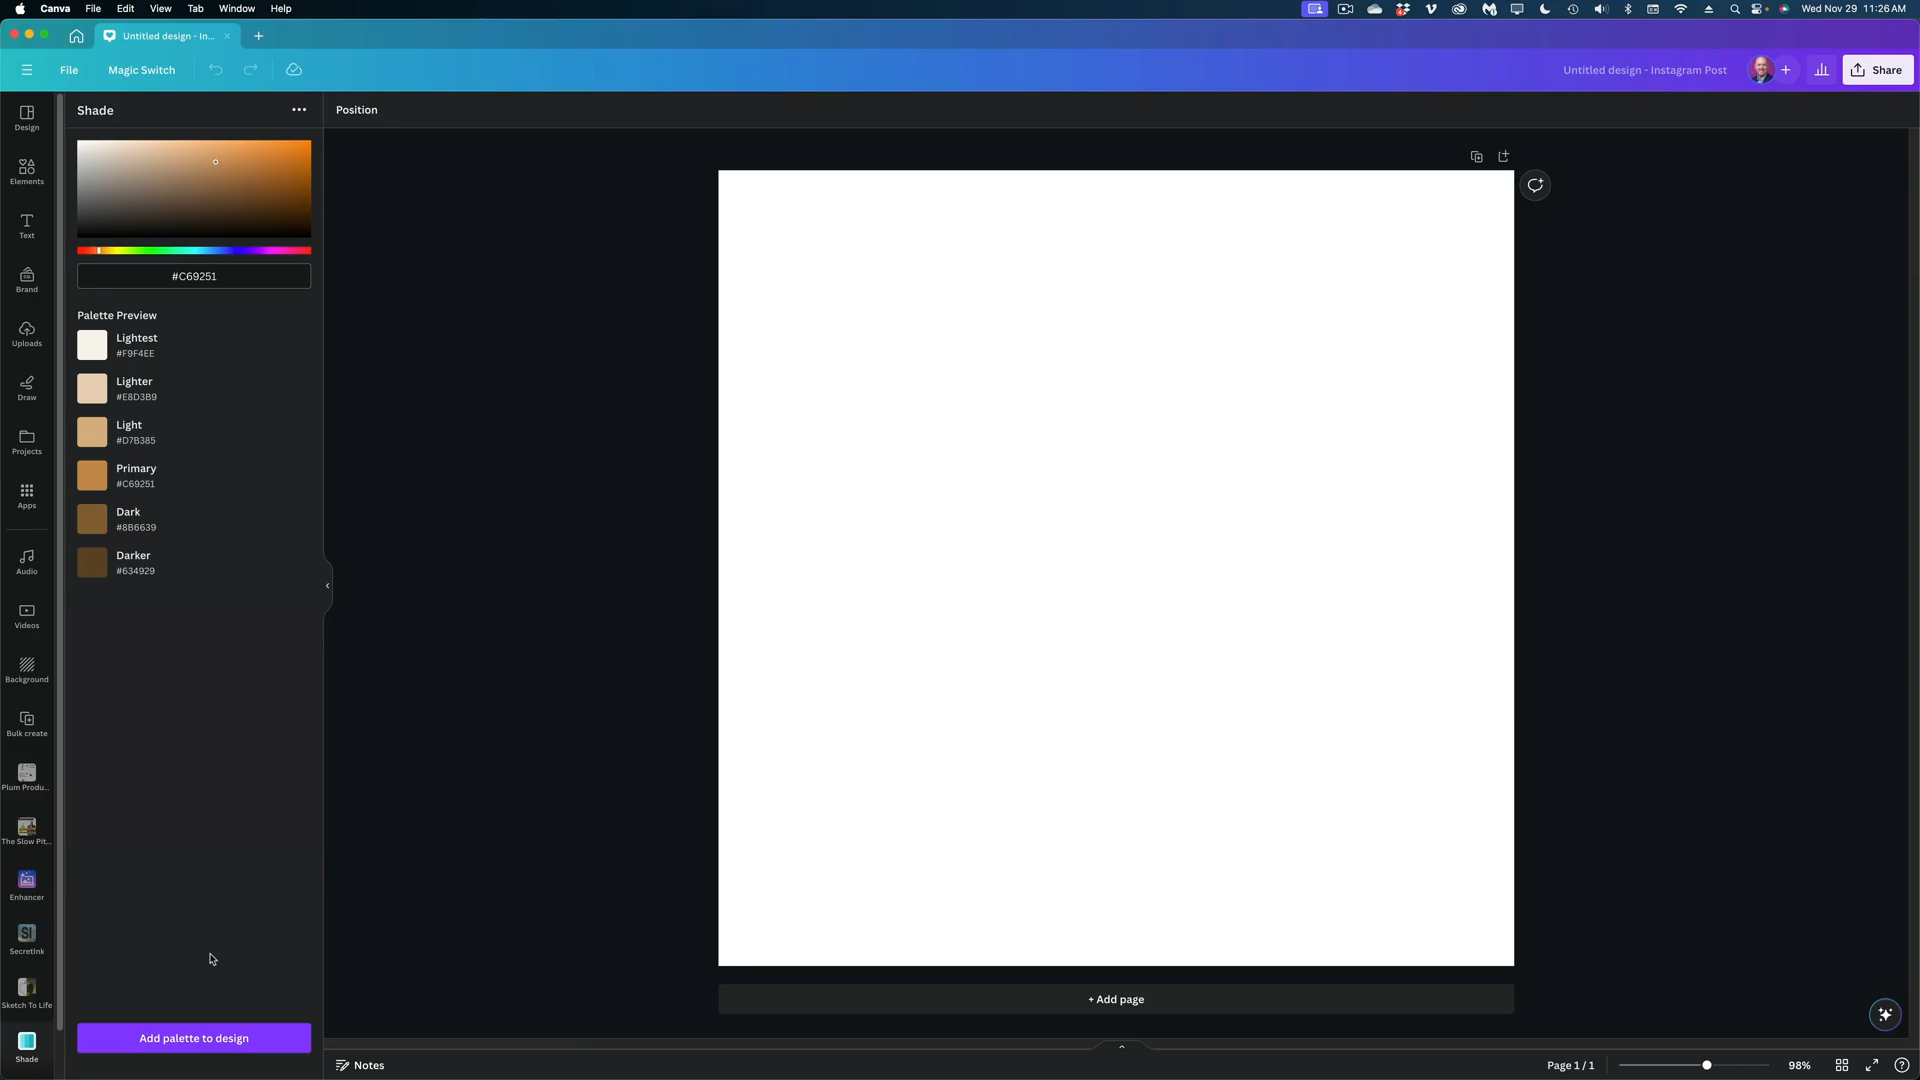 Canva File Edit View Tab Window Help
Wed Nov 29 11:26 AM
Untitled design - In...
File Magic Switch
Untitled design - Instagram Post
Share
Design
Elements
Text
Brand
Uploads
Draw
Projects
Apps
Audio
Videos
Background
Bulk create
Plum Produ...
The Slow Pit...
Enhancer
SecretInk
Sketch To Life
Shade
Shade
#C69251
Palette Preview
Lightest
#F9F4EE
Lighter
#E8D3B9
Light
#D7B385
Primary
#C69251
Dark
#8B6639
Darker
#634929
Add palette to design
Position
+ Add page
Notes
Page 1 / 1
98%